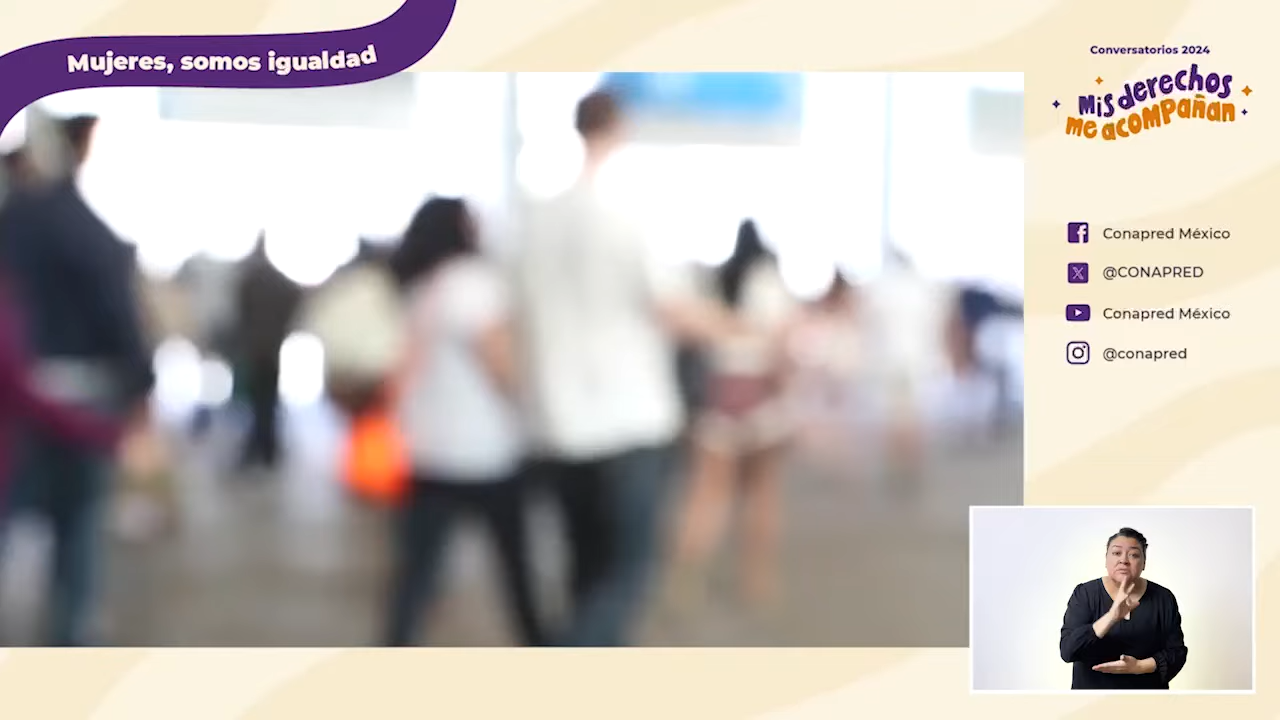 Mujeres, somos igualdad
Conversatorios 2024
Mis derechos
me acompañan
Conapred México
@CONAPRED
Conapred México
@conapred